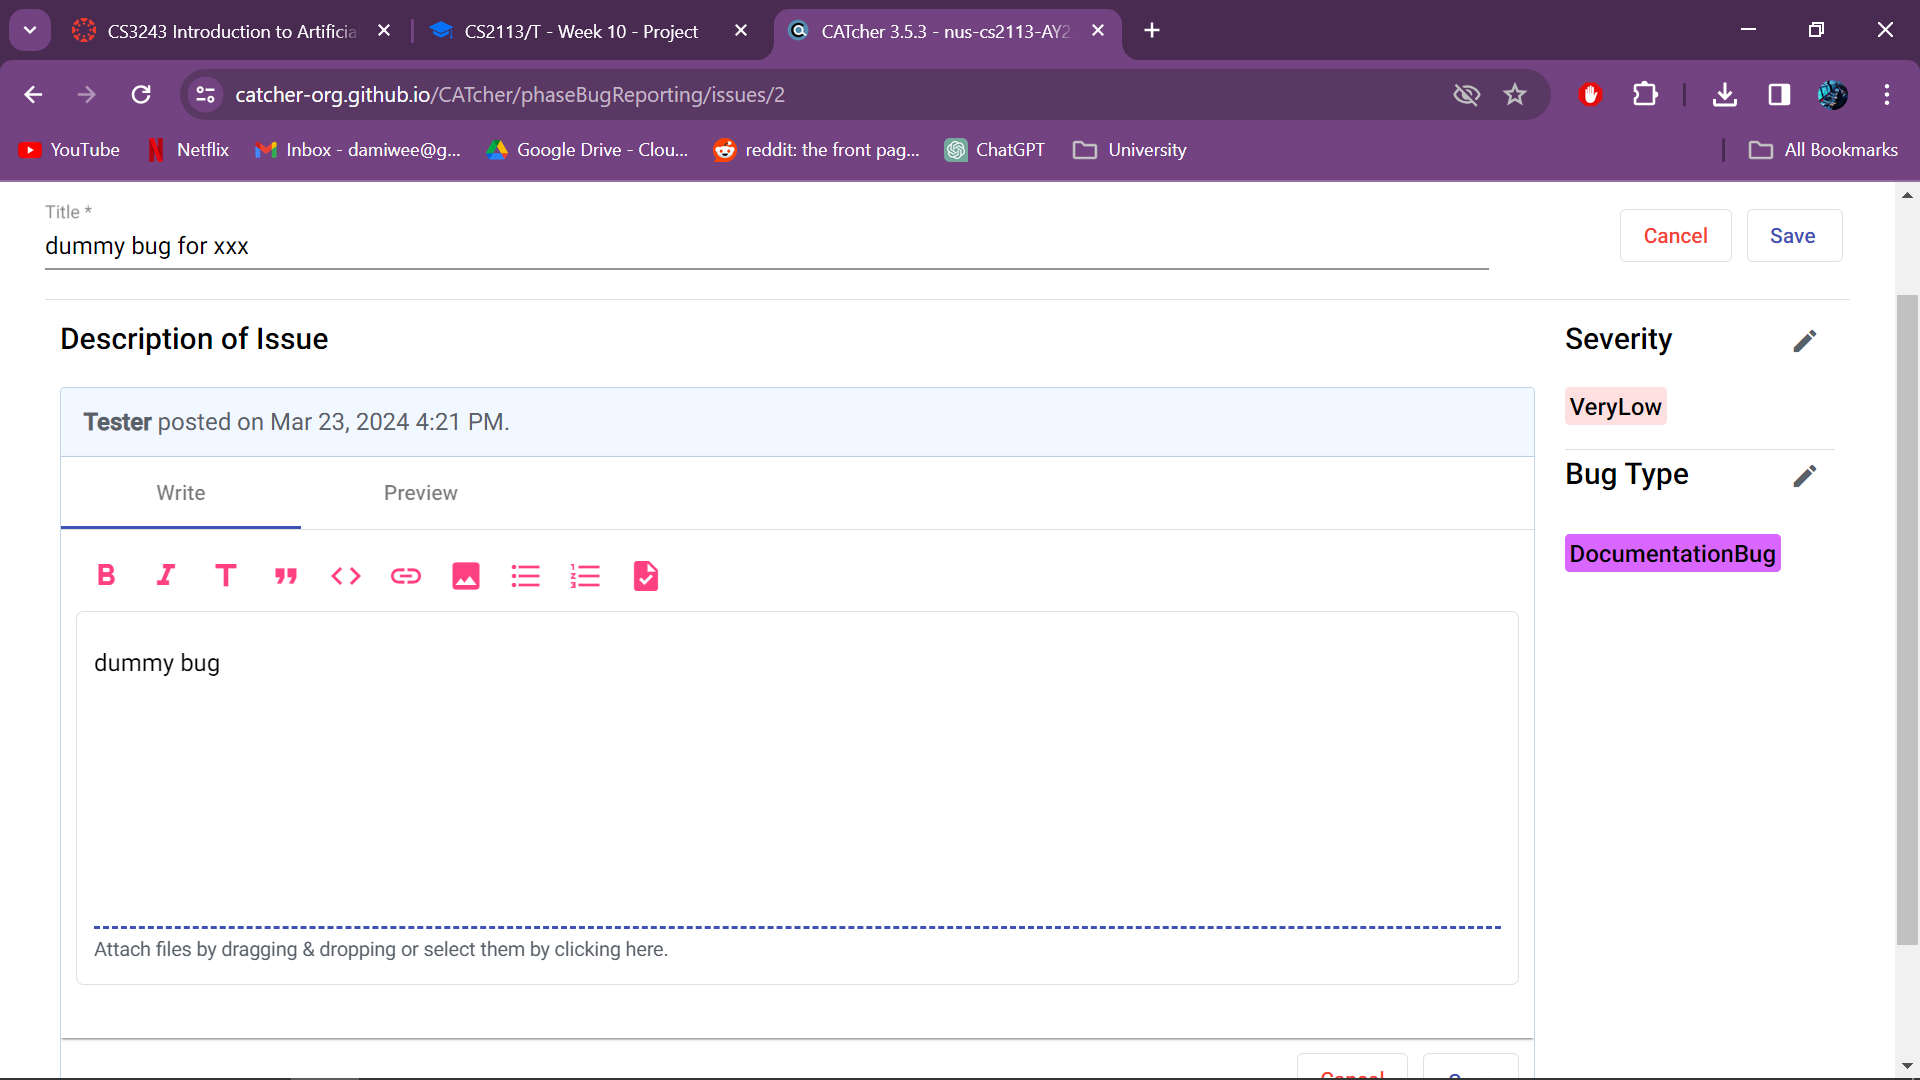 CS3243 Introduction to Artificia
CS2113/T - Week 10 - Project
CATcher 3.5.3 - nus-cs2113-AY2
catcher-org.github.io/CATcher/phaseBugReporting/issues/2
YouTube
Netflix
Inbox - damiwee@g...
Google Drive - Clou...
reddit: the front pag...
ChatGPT
University
All Bookmarks
Title *
dummy bug for xxx
Cancel
Save
Description of Issue
Severity
VeryLow
Tester posted on Mar 23, 2024 4:21 PM.
Bug Type
Write
Preview
DocumentationBug
dummy bug
Attach files by dragging & dropping or select them by clicking here.
Cancel